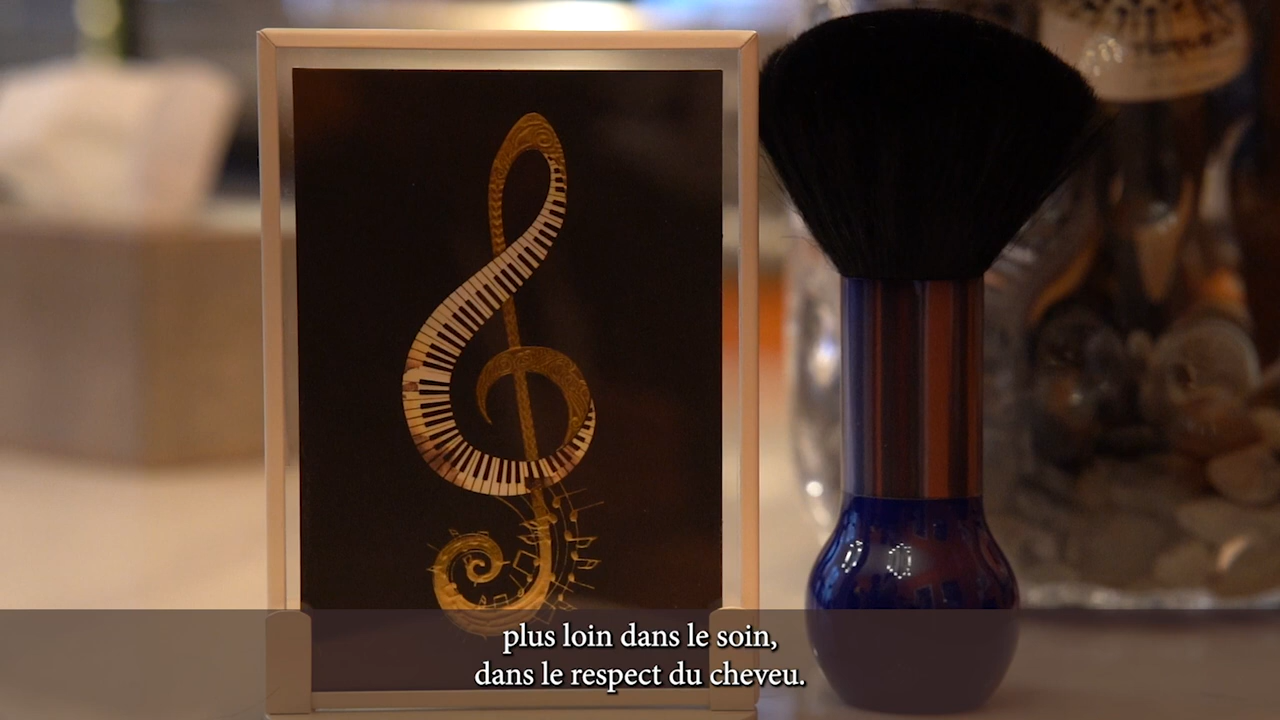 plus loin dans le soin,
dans le respect du cheveu.